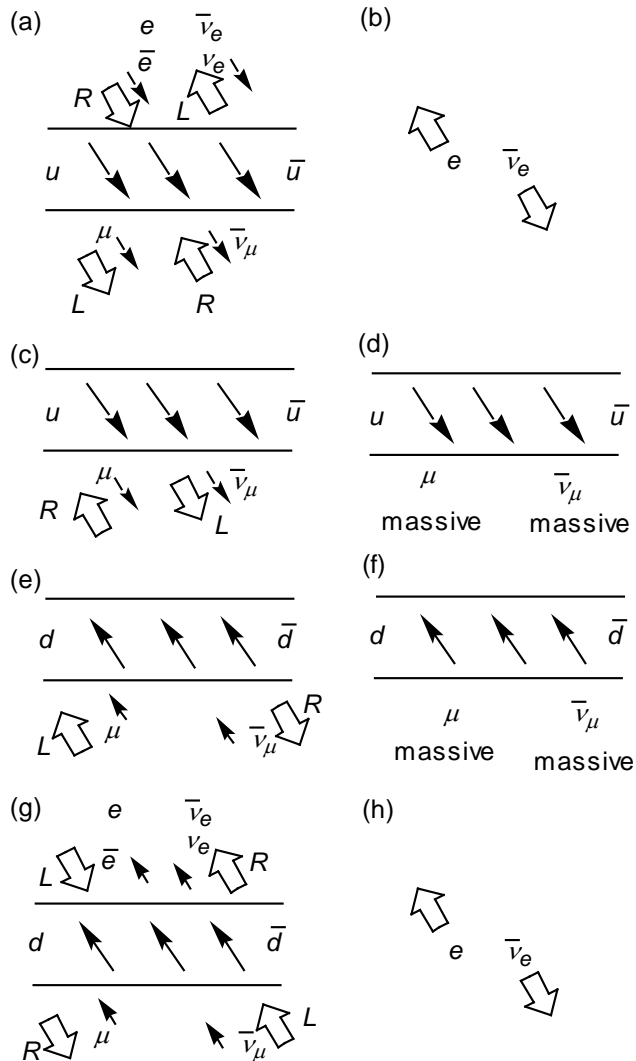 (a)
e ν̅e
e̅ νe
R L
u u̅
μ ν̅μ
L R
(b)
e ν̅e
(c)
u u̅
μ ν̅μ
R L
(d)
u u̅
μ ν̅μ
massive massive
(e)
d d̅
L μ ν̅μ R
(f)
d d̅
μ ν̅μ
massive massive
(g)
e ν̅e
L e̅ νe R
d d̅
R μ ν̅μ L
(h)
e ν̅e